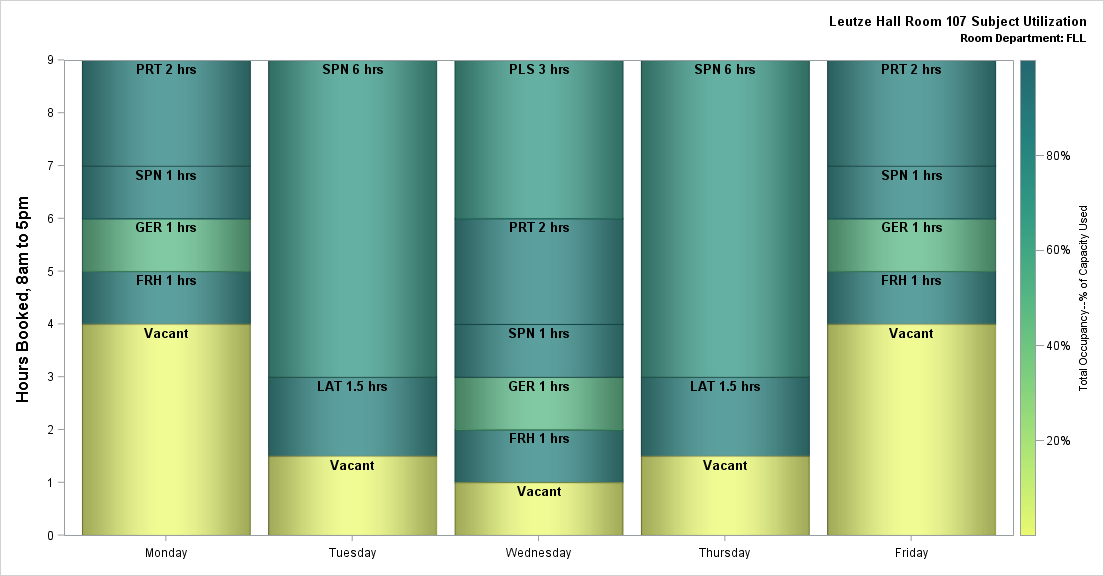 Leutze Hall Room 107 Subject Utilization
Room Department: FLL
Hours Booked, 8am to 5pm
9
8
7
6
5
4
3
2
1
0
PRT 2 hrs
SPN 1 hrs
GER 1 hrs
FRH 1 hrs
Vacant
SPN 6 hrs
LAT 1.5 hrs
Vacant
PLS 3 hrs
PRT 2 hrs
SPN 1 hrs
GER 1 hrs
FRH 1 hrs
Vacant
SPN 6 hrs
LAT 1.5 hrs
Vacant
PRT 2 hrs
SPN 1 hrs
GER 1 hrs
FRH 1 hrs
Vacant
Monday
Tuesday
Wednesday
Thursday
Friday
80%
60%
40%
20%
Total Occupancy--% of Capacity Used